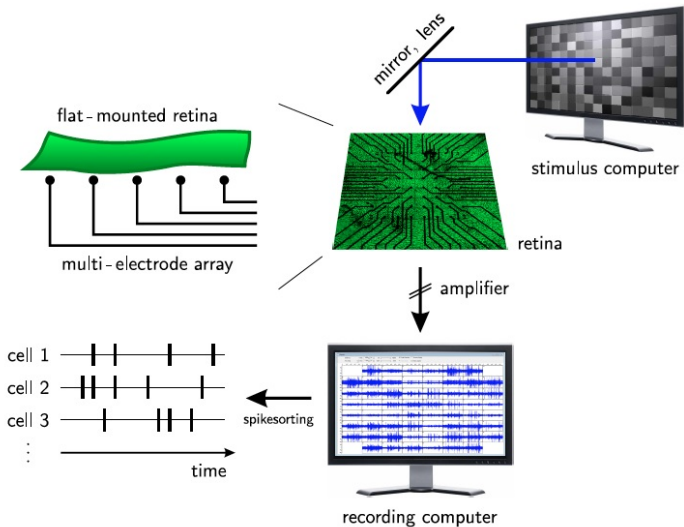 mirror, lens
flat-mounted retina
stimulus computer
retina
multi-electrode array
amplifier
cell 1
cell 2
cell 3
spikesorting
time
recording computer